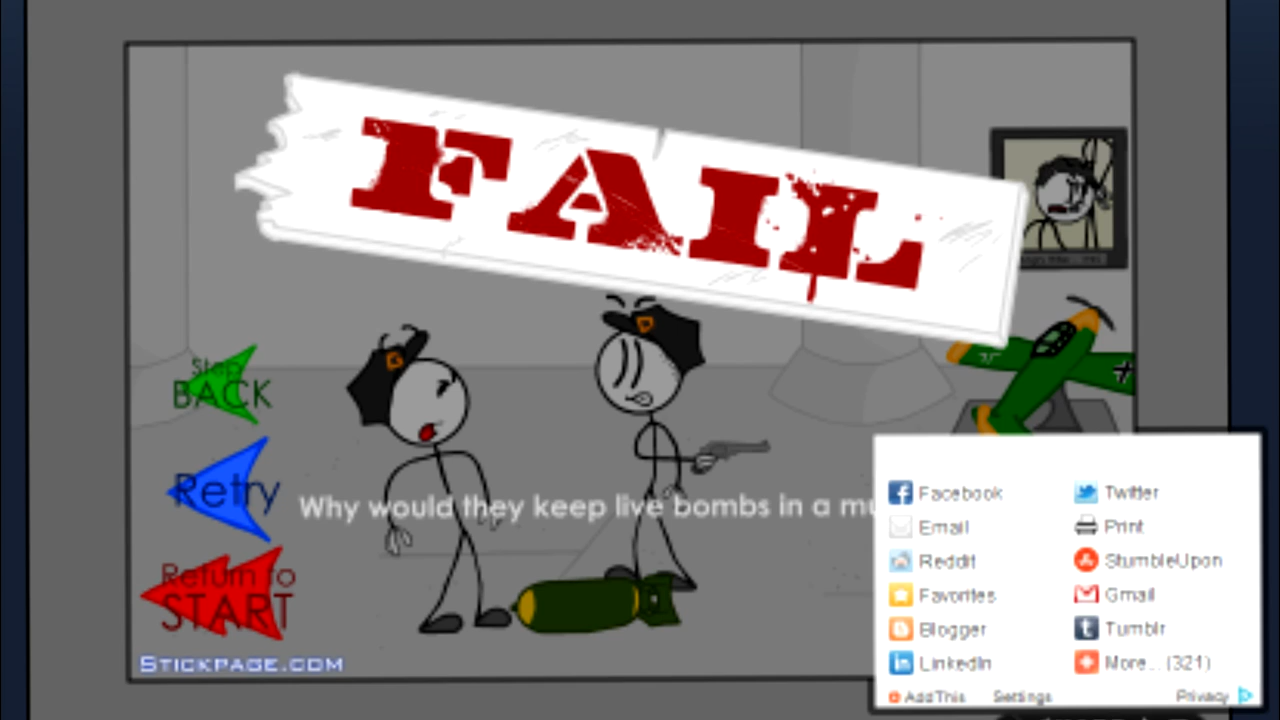 FAIL
Step
BACK
Retry
Why would they keep live bombs in a
Return to
START
STICKPAGE.COM
Facebook
Twitter
Email
Print
Reddit
StumbleUpon
Favorites
Gmail
Blogger
Tumblr
LinkedIn
More... (321)
AddThis
Settings
Privacy